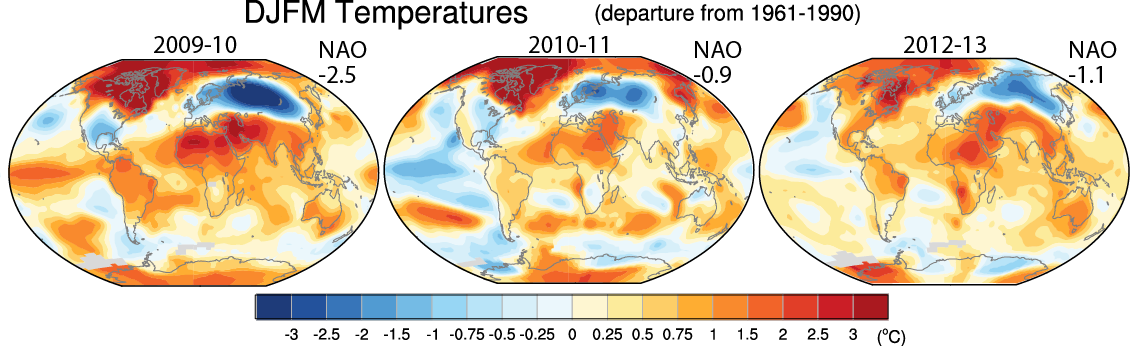 DJFM Temperatures (departure from 1961-1990)
2009-10 NAO -2.5
2010-11 NAO -0.9
2012-13 NAO -1.1
-3 -2.5 -2 -1.5 -1 -0.75 -0.5 -0.25 0 0.25 0.5 0.75 1 1.5 2 2.5 3 (°C)